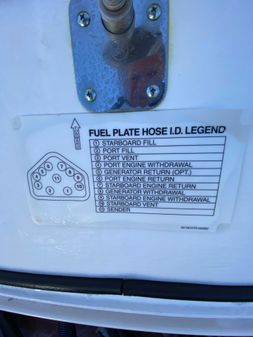 FUEL PLATE HOSE I.D. LEGEND
1 STARBOARD FILL
2 PORT FILL
3 PORT VENT
4 PORT ENGINE WITHDRAWAL
5 GENERATOR RETURN (OPT.)
6 PORT ENGINE RETURN
7 STARBOARD ENGINE RETURN
8 GENERATOR WITHDRAWAL
9 STARBOARD ENGINE WITHDRAWAL
10 STARBOARD VENT
11 SENDER